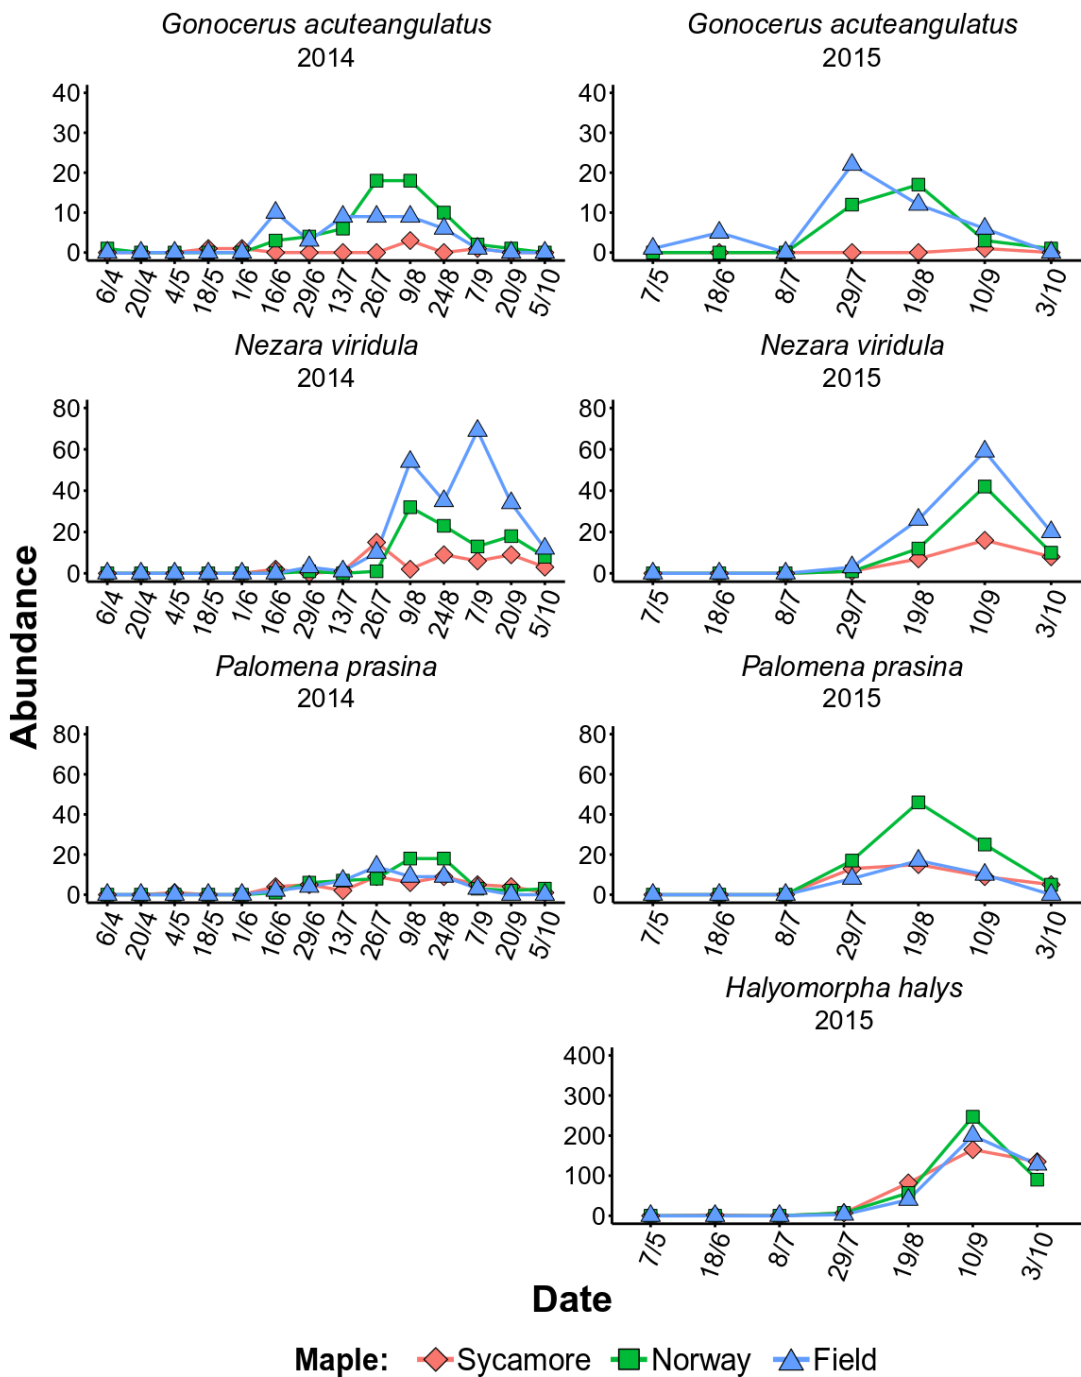 Gonocerus acuteangulatus
2014
40
30
20
10
0
6/4 20/4 4/5 18/5 1/6 16/6 29/6 13/7 26/7 9/8 24/8 7/9 20/9 5/10
Gonocerus acuteangulatus
2015
40
30
20
10
0
7/5 18/6 8/7 29/7 19/8 10/9 3/10
Nezara viridula
2014
80
60
40
20
0
6/4 20/4 4/5 18/5 1/6 16/6 29/6 13/7 26/7 9/8 24/8 7/9 20/9 5/10
Nezara viridula
2015
80
60
40
20
0
7/5 18/6 8/7 29/7 19/8 10/9 3/10
Abundance
Palomena prasina
2014
80
60
40
20
0
6/4 20/4 4/5 18/5 1/6 16/6 29/6 13/7 26/7 9/8 24/8 7/9 20/9 5/10
Palomena prasina
2015
80
60
40
20
0
7/5 18/6 8/7 29/7 19/8 10/9 3/10
Halyomorpha halys
2015
400
300
200
100
0
7/5 18/6 8/7 29/7 19/8 10/9 3/10
Date
Maple: Sycamore Norway Field